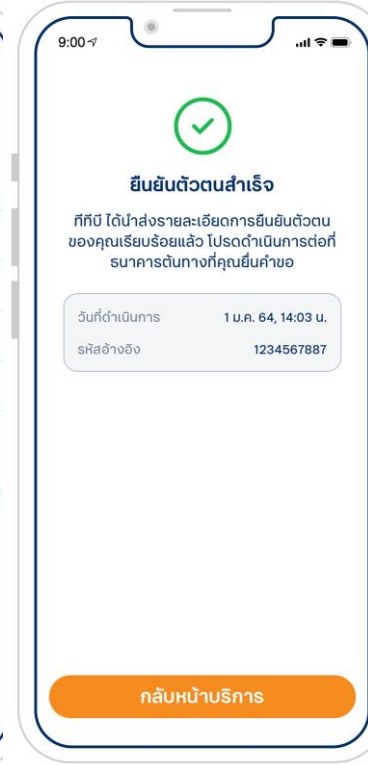 9:00
ยืนยันตัวตนสำเร็จ
ทีทีบี ได้นำส่งรายละเอียดการยืนยันตัวตน
ของคุณเรียบร้อยแล้ว โปรดดำเนินการต่อที่
ธนาคารต้นทางที่คุณยื่นคำขอ
วันที่ดำเนินการ 1 ม.ค. 64, 14:03 น.
รหัสอ้างอิง 1234567887
กลับหน้าบริการ